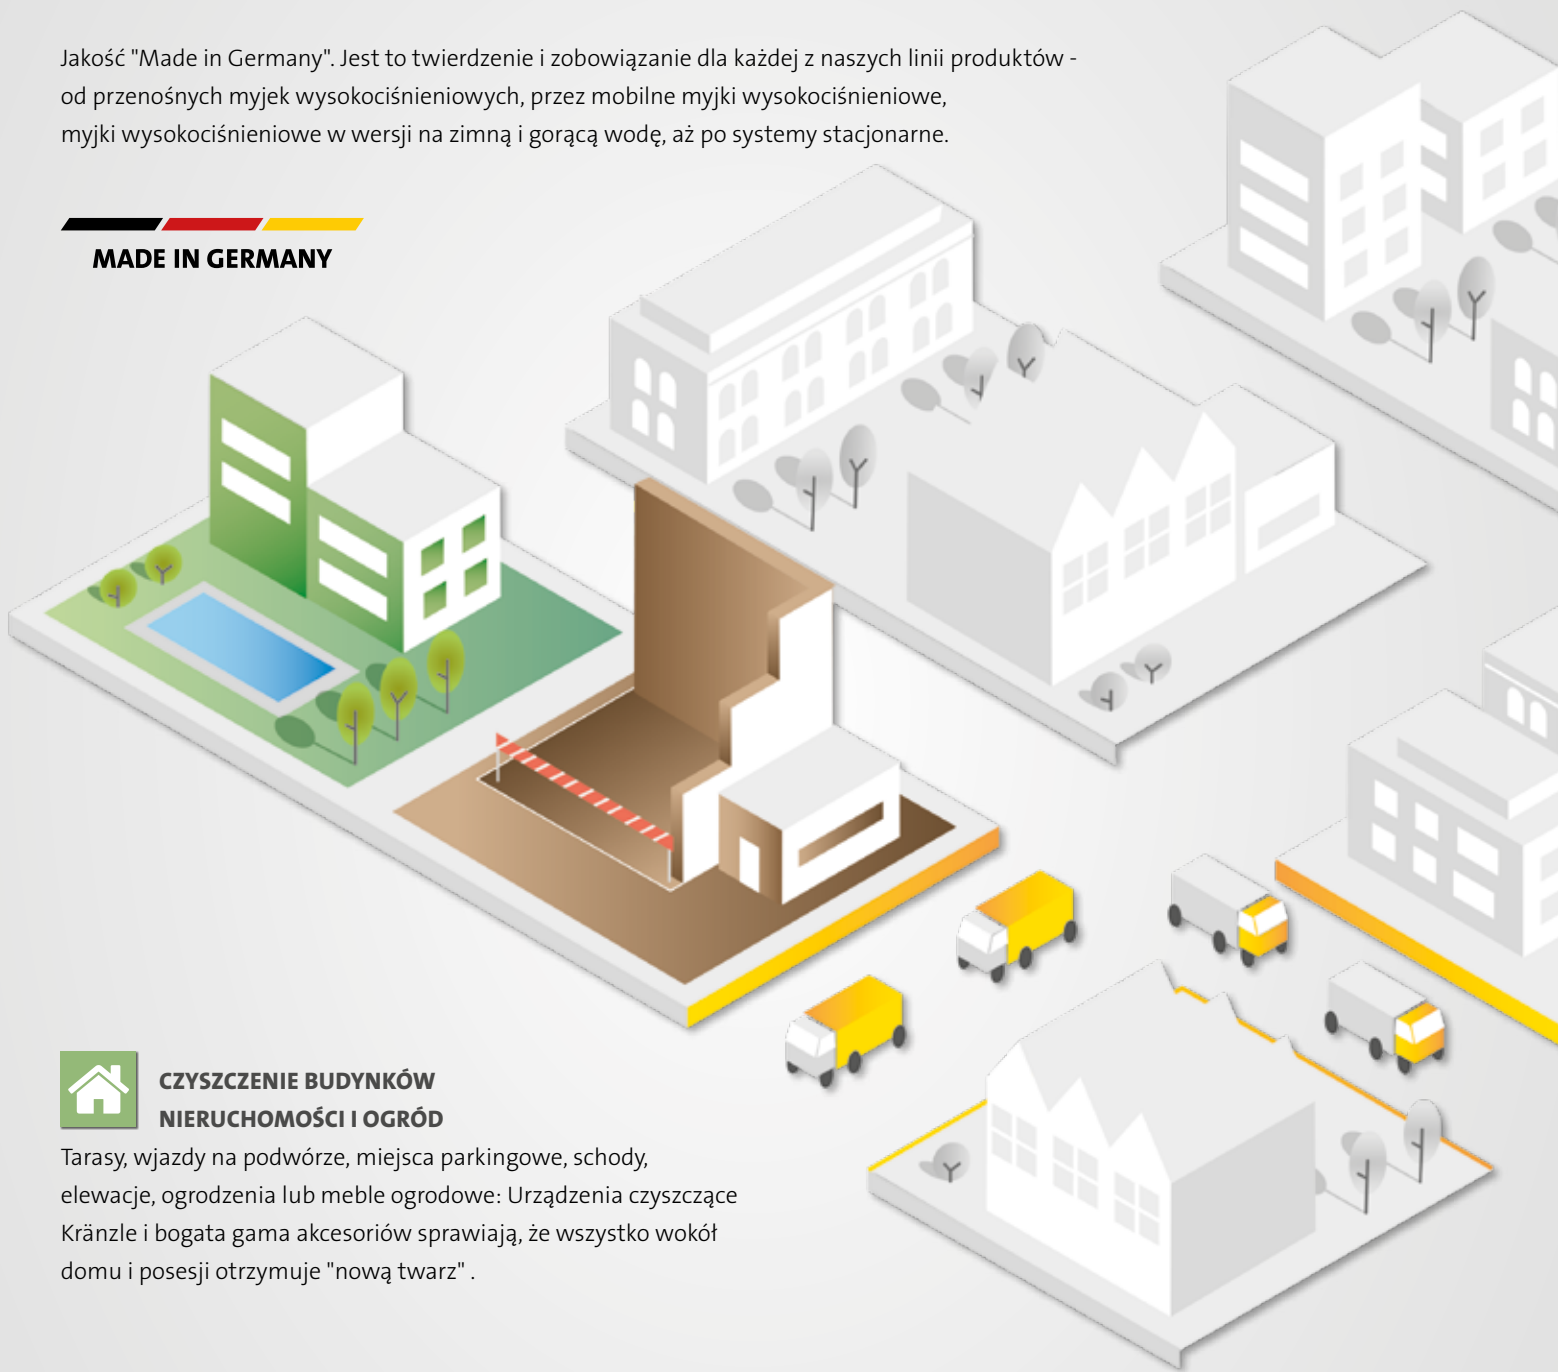 Jakość "Made in Germany". Jest to twierdzenie i zobowiązanie dla każdej z naszych linii produktów -
od przenośnych myjek wysokociśnieniowych, przez mobilne myjki wysokociśnieniowe,
myjki wysokociśnieniowe w wersji na zimną i gorącą wodę, aż po systemy stacjonarne.
MADE IN GERMANY
CZYSZCZENIE BUDYNKÓW
NIERUCHOMOŚCI I OGRÓD
Tarasy, wjazdy na podwórze, miejsca parkingowe, schody,
elewacje, ogrodzenia lub meble ogrodowe: Urządzenia czyszczące
Kränzle i bogata gama akcesoriów sprawiają, że wszystko wokół
domu i posesji otrzymuje "nową twarz" .